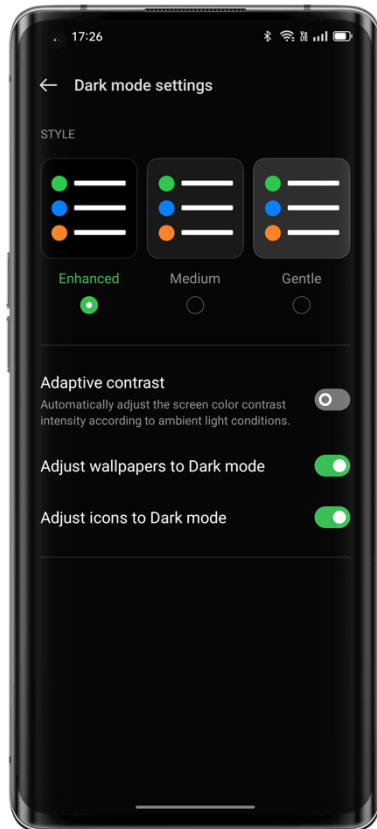 17:26
Dark mode settings
STYLE
Enhanced
Medium
Gentle
Adaptive contrast
Automatically adjust the screen color contrast
intensity according to ambient light conditions.
Adjust wallpapers to Dark mode
Adjust icons to Dark mode